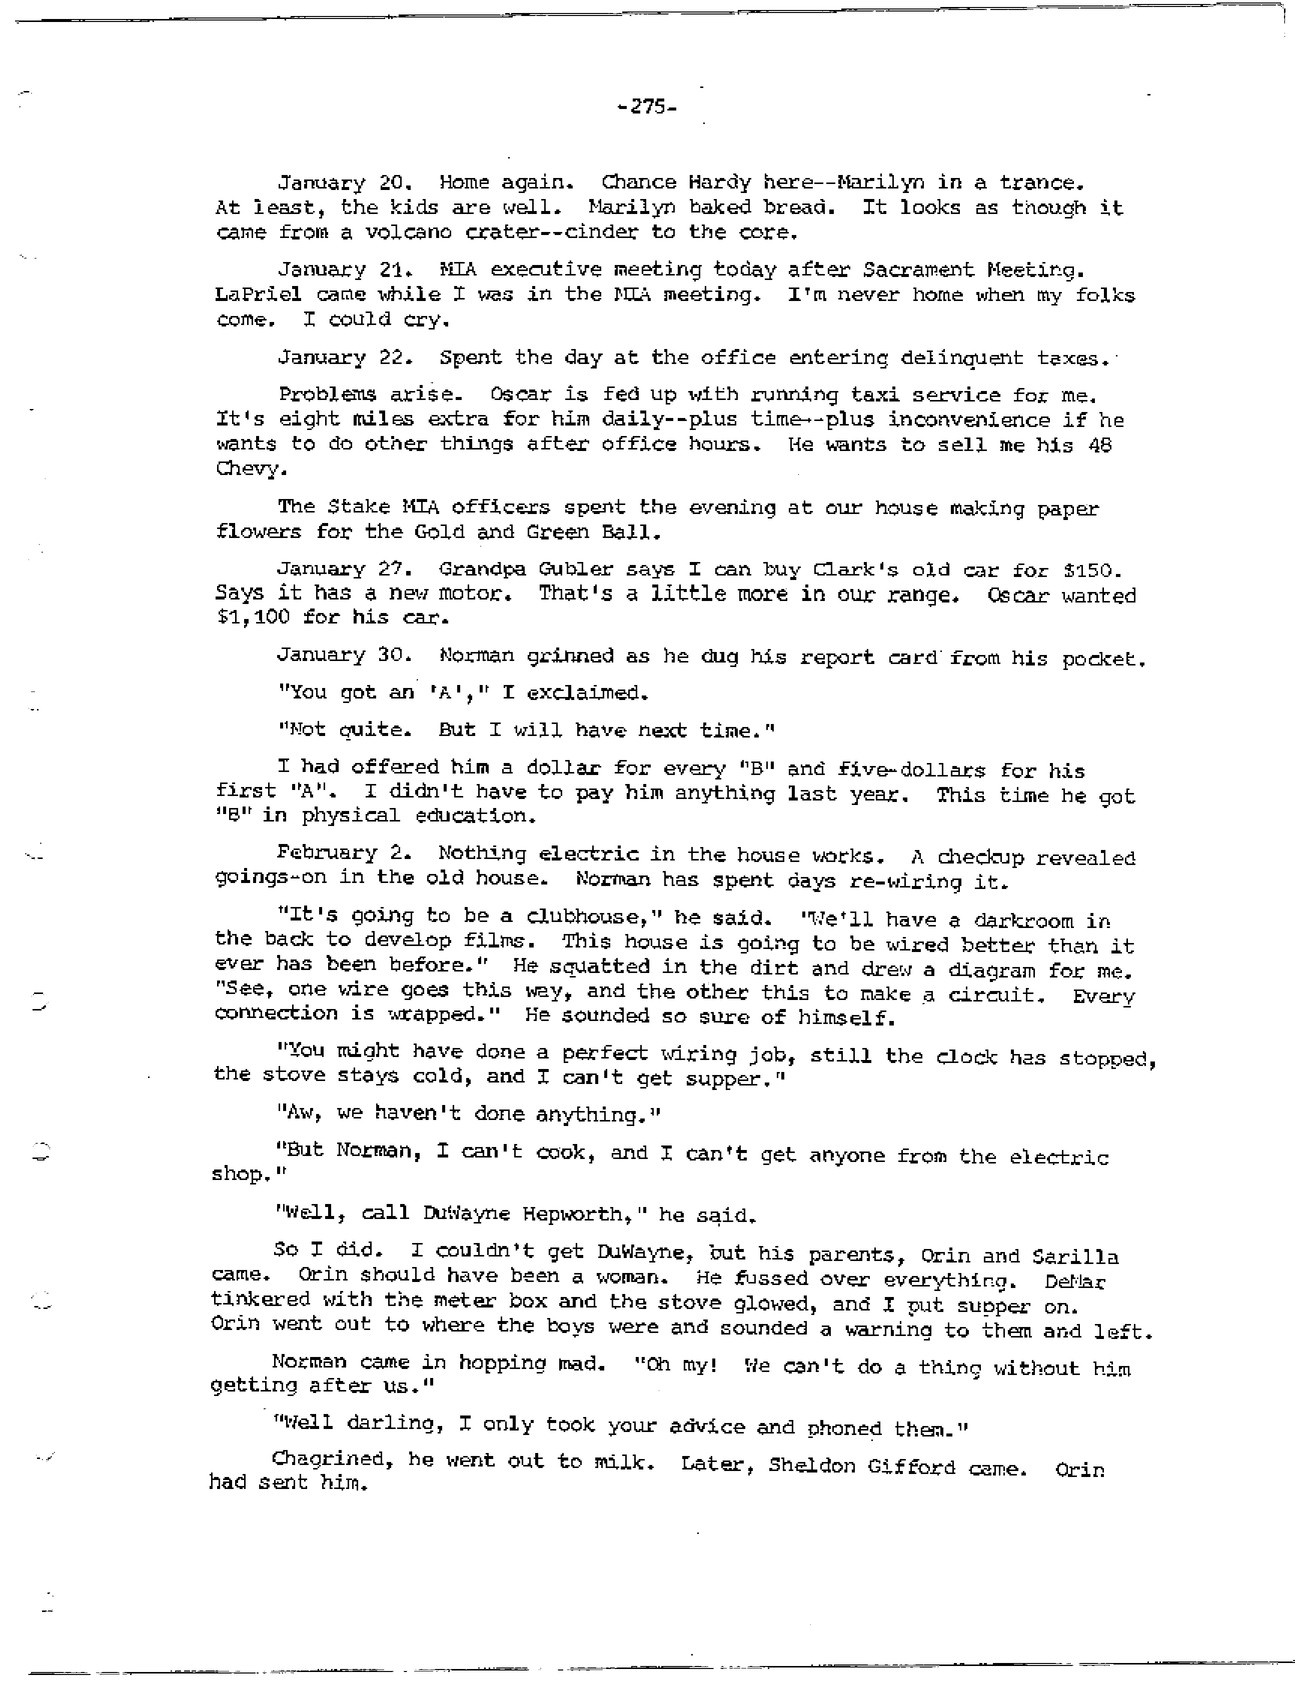 -275-
January 20. Home again. Chance Hardy here--Marilyn in a trance.
At least, the kids are well. Marilyn baked bread. It looks as though it
came from a volcano crater--cinder to the core.
January 21. MIA executive meeting today after Sacrament Meeting.
LaPriel came while I was in the MIA meeting. I'm never home when my folks
come. I could cry.
January 22. Spent the day at the office entering delinquent taxes.
Problems arise. Oscar is fed up with running taxi service for me.
It's eight miles extra for him daily--plus time--plus inconvenience if he
wants to do other things after office hours. He wants to sell me his 48
Chevy.
The Stake MIA officers spent the evening at our house making paper
flowers for the Gold and Green Ball.
January 27. Grandpa Gubler says I can buy Clark's old car for $150.
Says it has a new motor. That's a little more in our range. Oscar wanted
$1,100 for his car.
January 30. Norman grinned as he dug his report card from his pocket.
"You got an 'A'," I exclaimed.
"Not quite. But I will have next time."
I had offered him a dollar for every "B" and five-dollars for his
first "A". I didn't have to pay him anything last year. This time he got
"B" in physical education.
February 2. Nothing electric in the house works. A checkup revealed
goings-on in the old house. Norman has spent days re-wiring it.
"It's going to be a clubhouse," he said. "We'll have a darkroom in
the back to develop films. This house is going to be wired better than it
ever has been before." He squatted in the dirt and drew a diagram for me.
"See, one wire goes this way, and the other this to make a circuit. Every
connection is wrapped." He sounded so sure of himself.
"You might have done a perfect wiring job, still the clock has stopped,
the stove stays cold, and I can't get supper."
"Aw, we haven't done anything."
"But Norman, I can't cook, and I can't get anyone from the electric
shop."
"Well, call DuWayne Hepworth," he said.
So I did. I couldn't get DuWayne, but his parents, Orin and Sarilla
came. Orin should have been a woman. He fussed over everything. DeMar
tinkered with the meter box and the stove glowed, and I put supper on.
Orin went out to where the boys were and sounded a warning to them and left.
Norman came in hopping mad. "Oh my! We can't do a thing without him
getting after us."
"Well darling, I only took your advice and phoned them."
Chagrined, he went out to milk. Later, Sheldon Gifford came. Orin
had sent him.